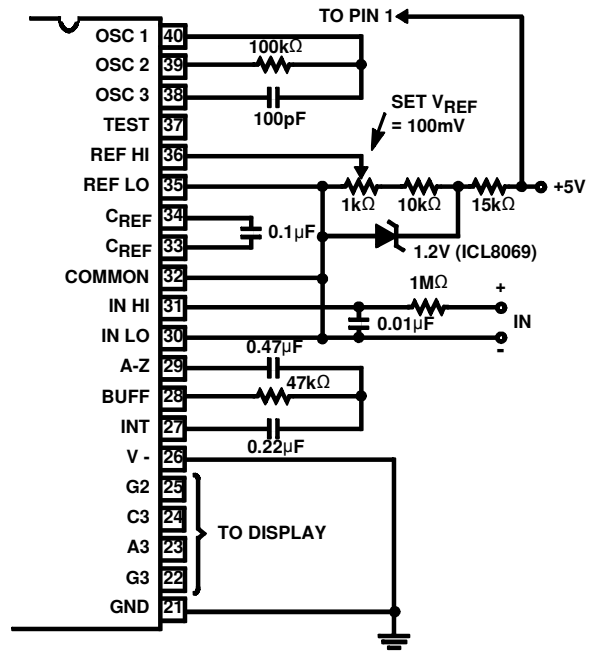 TO PIN 1
OSC 1 40
100kΩ
OSC 2 39
OSC 3 38
100pF
SET VREF
= 100mV
TEST 37
REF HI 36
REF LO 35
1kΩ 10kΩ 15kΩ
+5V
CREF 34
0.1µF
CREF 33
1.2V (ICL8069)
COMMON 32
1MΩ
+
IN HI 31
0.01µF
IN
IN LO 30
-
0.47µF
A-Z 29
47kΩ
BUFF 28
INT 27
0.22µF
V - 26
G2 25
C3 24
TO DISPLAY
A3 23
G3 22
GND 21